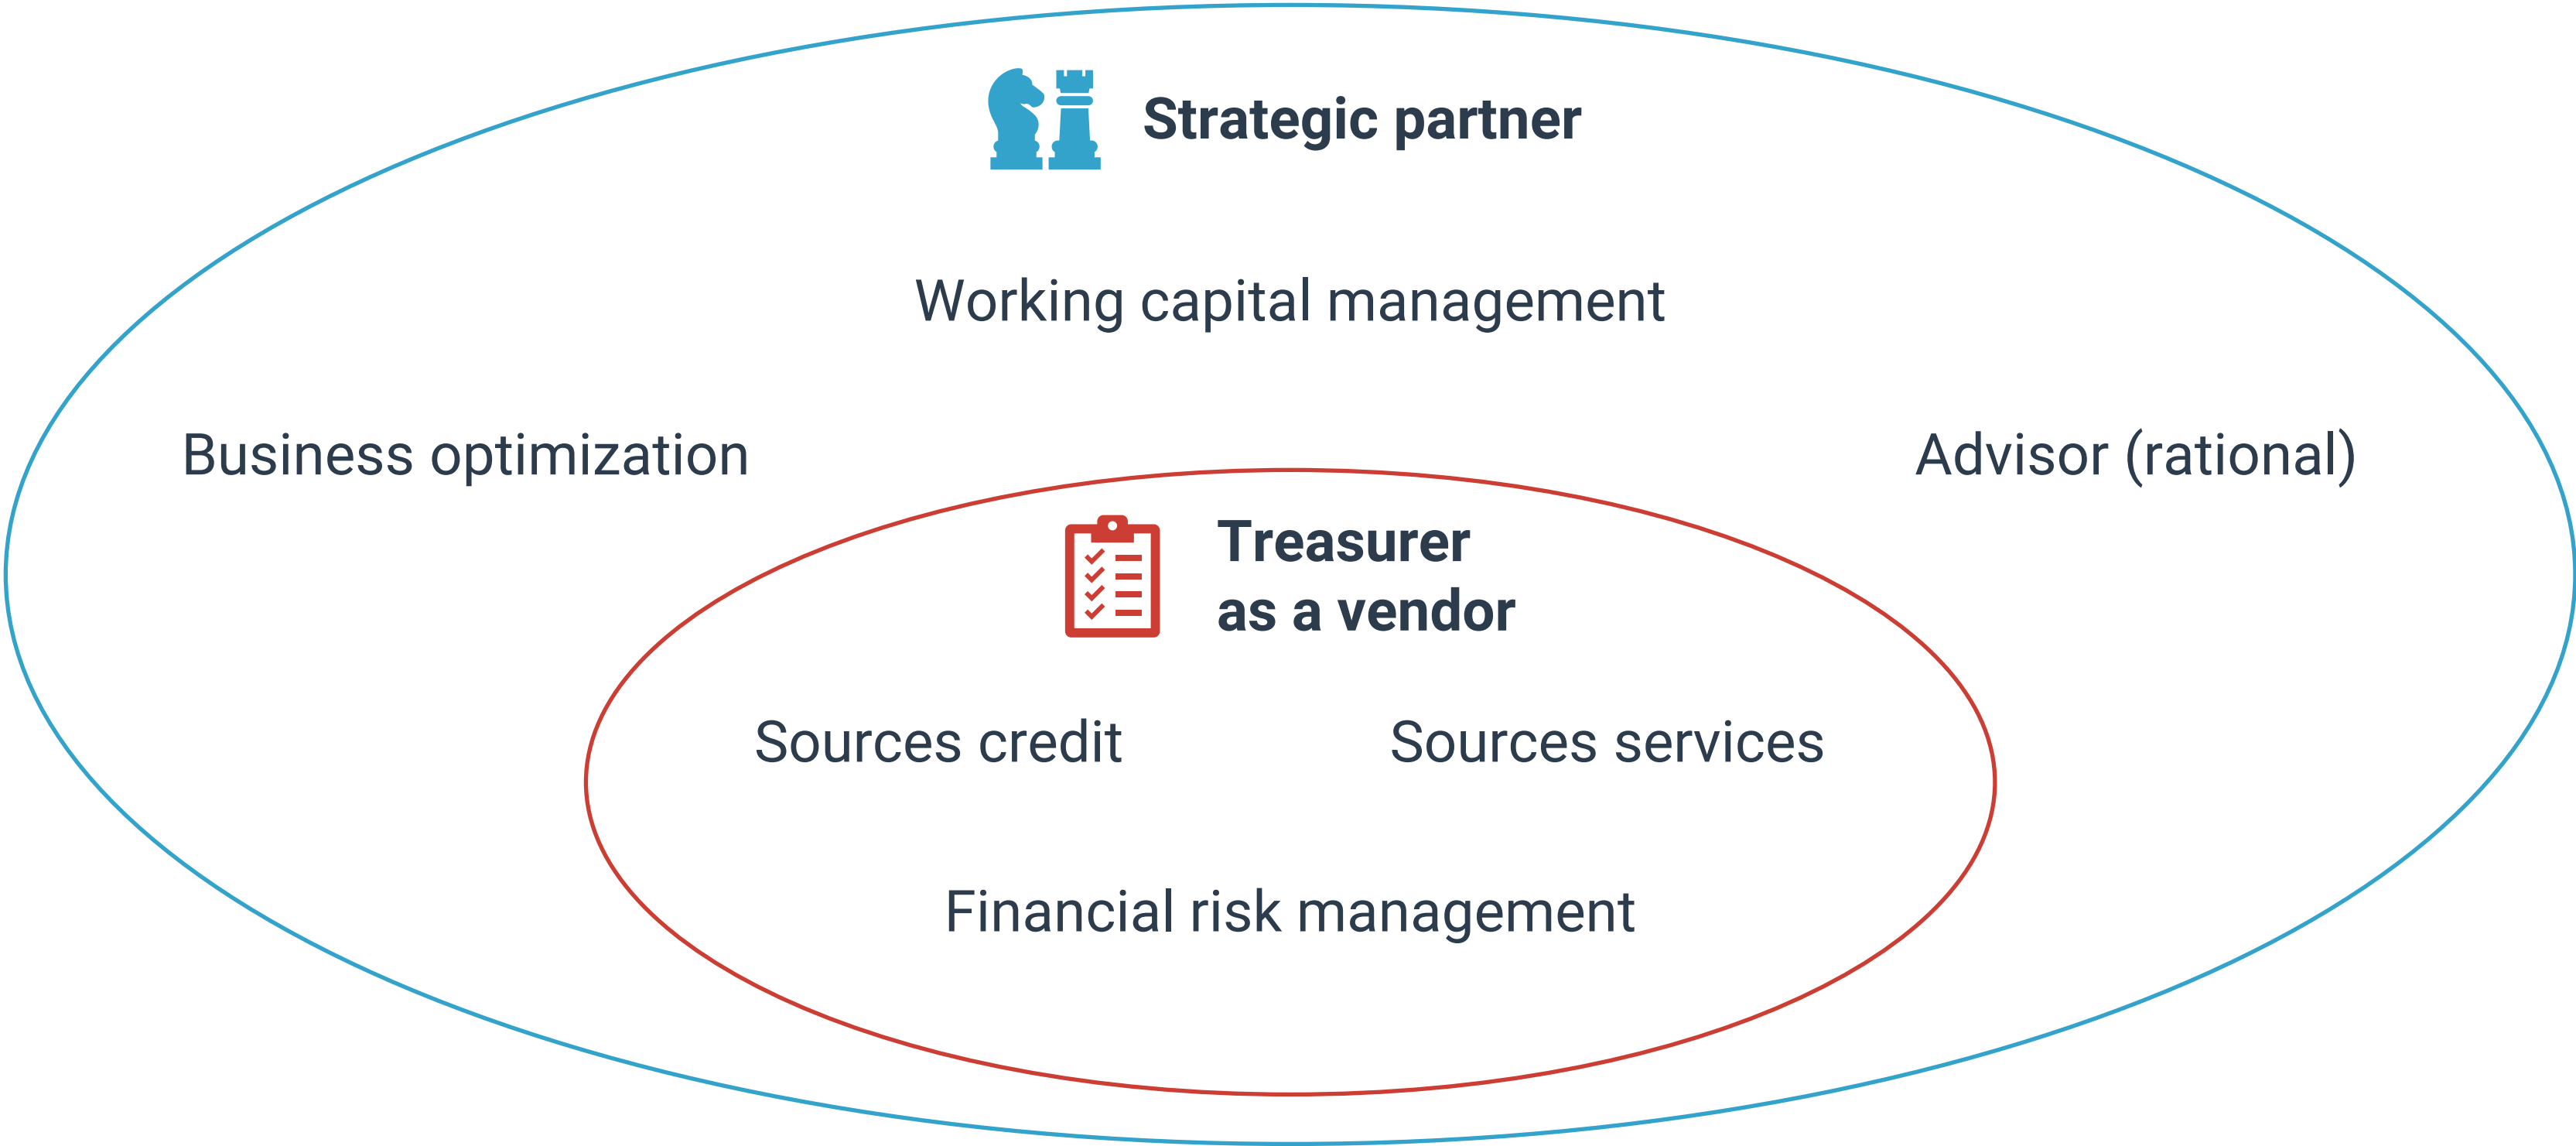 Strategic partner
Working capital management
Business optimization
Advisor (rational)
Treasurer
as a vendor
Sources credit
Sources services
Financial risk management